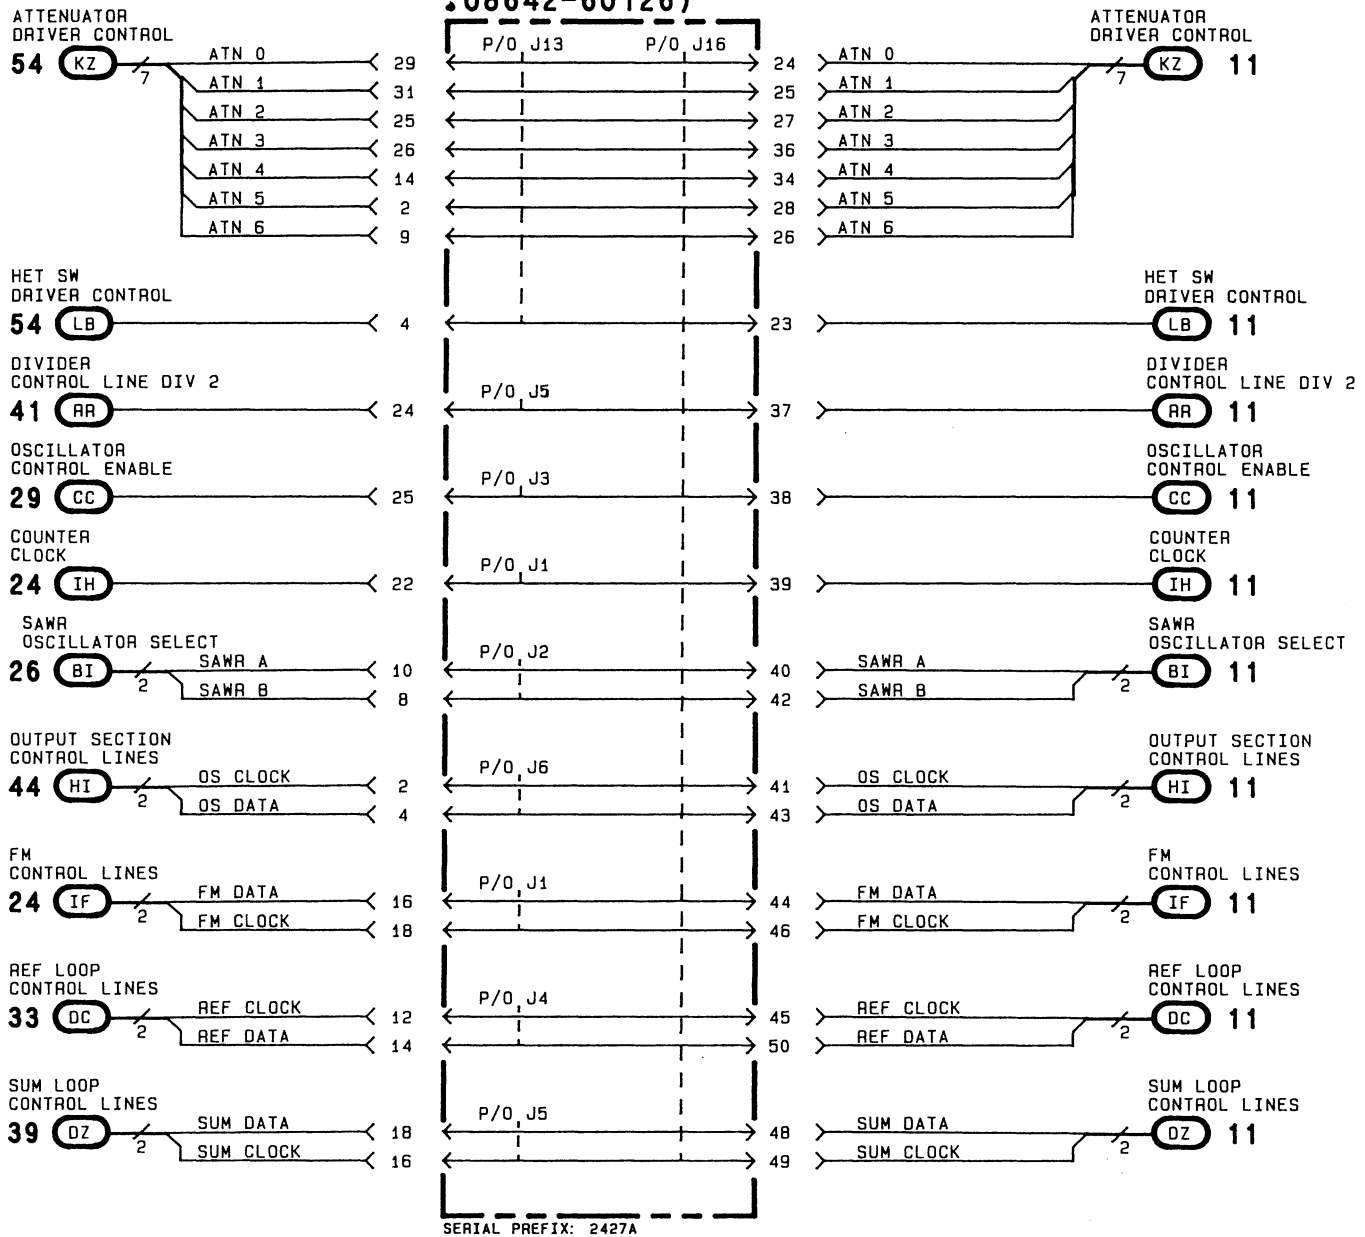 :08642-60126)
ATTENUATOR
DRIVER CONTROL
54 KZ 7
P/O J13 P/O J16
ATTENUATOR
DRIVER CONTROL
7 KZ 11
ATN 0 29 24 ATN 0
ATN 1 31 25 ATN 1
ATN 2 25 27 ATN 2
ATN 3 26 36 ATN 3
ATN 4 14 34 ATN 4
ATN 5 2 28 ATN 5
ATN 6 9 26 ATN 6
HET SW
DRIVER CONTROL
54 LB 4 23
HET SW
DRIVER CONTROL
LB 11
DIVIDER
CONTROL LINE DIV 2
41 AR 24 P/O J5 37
DIVIDER
CONTROL LINE DIV 2
AR 11
OSCILLATOR
CONTROL ENABLE
29 CC 25 P/O J3 38
OSCILLATOR
CONTROL ENABLE
CC 11
COUNTER
CLOCK
24 IH 22 P/O J1 39
COUNTER
CLOCK
IH 11
SAWR
OSCILLATOR SELECT
26 BI 2
P/O J2
SAWR A 10 40 SAWR A
SAWR B 8 42 SAWR B
SAWR
OSCILLATOR SELECT
2 BI 11
OUTPUT SECTION
CONTROL LINES
44 HI 2
P/O J6
OS CLOCK 2 41 OS CLOCK
OS DATA 4 43 OS DATA
OUTPUT SECTION
CONTROL LINES
2 HI 11
FM
CONTROL LINES
24 IF 2
P/O J1
FM DATA 16 44 FM DATA
FM CLOCK 18 46 FM CLOCK
FM
CONTROL LINES
2 IF 11
REF LOOP
CONTROL LINES
33 DC 2
P/O J4
REF CLOCK 12 45 REF CLOCK
REF DATA 14 50 REF DATA
REF LOOP
CONTROL LINES
2 DC 11
SUM LOOP
CONTROL LINES
39 DZ 2
P/O J5
SUM DATA 18 48 SUM DATA
SUM CLOCK 16 49 SUM CLOCK
SUM LOOP
CONTROL LINES
2 DZ 11
SERIAL PREFIX: 2427A